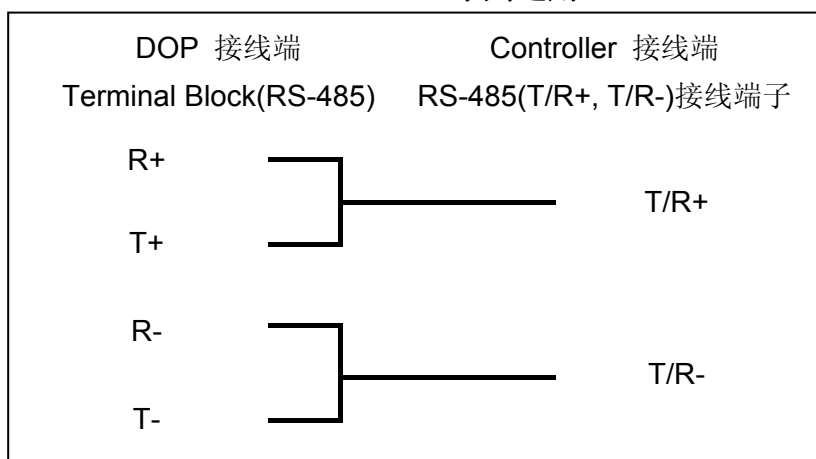 DOP 接线端 Controller 接线端
Terminal Block(RS-485) RS-485(T/R+, T/R-)接线端子
R+
T/R+
T+
R-
T/R-
T-